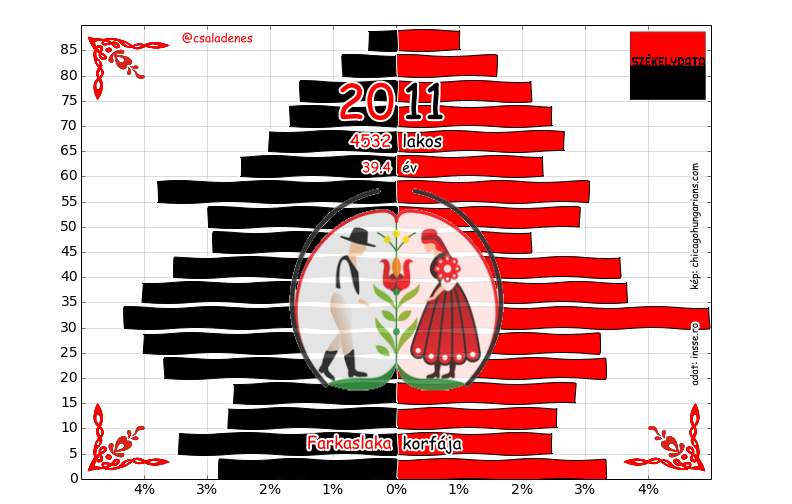 @csaladenes
SZÉKELYDATA
2011
4532 lakos
39.4 év
Farkaslaka korfája
kép: chicagohungarians.com
adat: insse.ro
85
80
75
70
65
60
55
50
45
40
35
30
25
20
15
10
5
0
4% 3% 2% 1% 0% 1% 2% 3% 4%